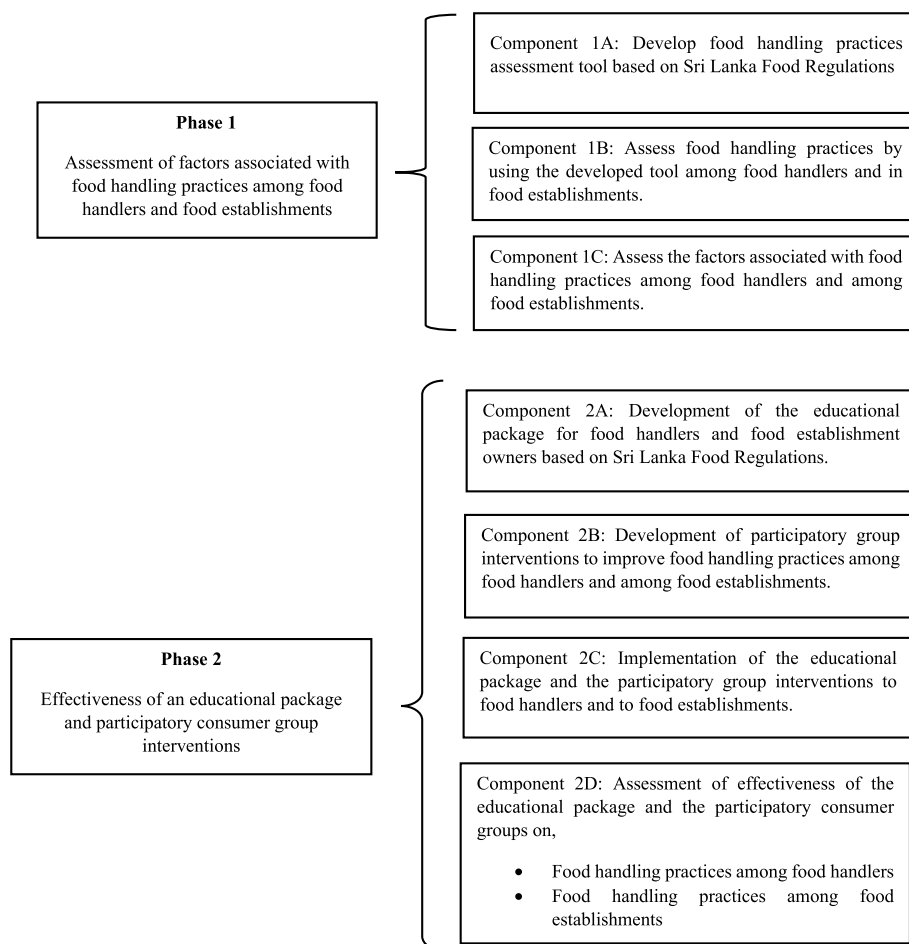 Phase 1
Assessment of factors associated with
food handling practices among food
handlers and food establishments
Component 1A: Develop food handling practices
assessment tool based on Sri Lanka Food Regulations
Component 1B: Assess food handling practices by
using the developed tool among food handlers and in
food establishments.
Component 1C: Assess the factors associated with food
handling practices among food handlers and among
food establishments.
Phase 2
Effectiveness of an educational package
and participatory consumer group
interventions
Component 2A: Development of the educational
package for food handlers and food establishment
owners based on Sri Lanka Food Regulations.
Component 2B: Development of participatory group
interventions to improve food handling practices among
food handlers and among food establishments.
Component 2C: Implementation of the educational
package and the participatory group interventions to
food handlers and to food establishments.
Component 2D: Assessment of effectiveness of the
educational package and the participatory consumer
groups on,
• Food handling practices among food handlers
• Food handling practices among food
establishments